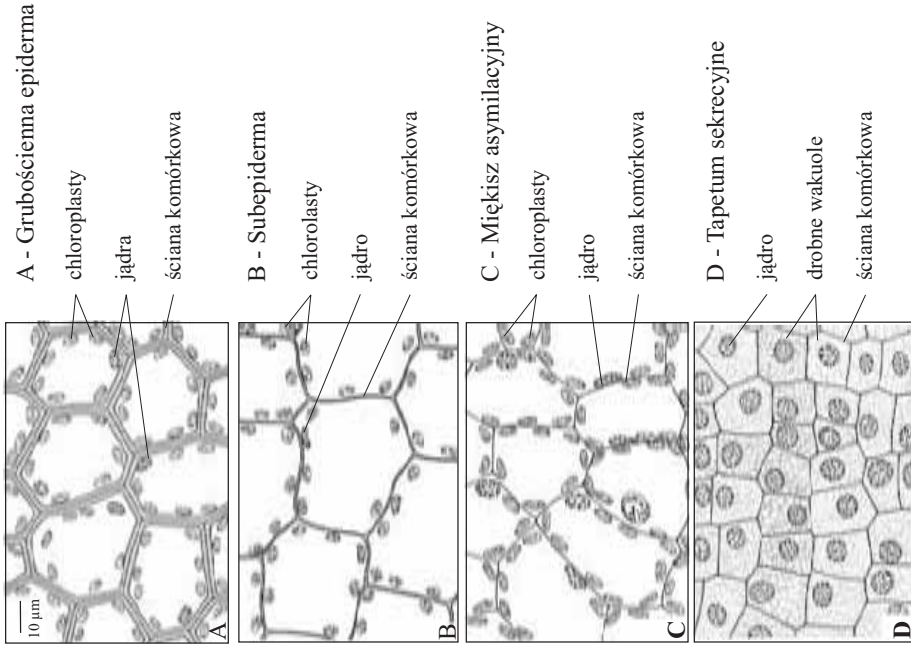 A - Grubościenna epiderma
chloroplasty
jądra
ściana komórkowa
10 μm
A
B - Subepiderma
chlorolasty
jądro
ściana komórkowa
B
C - Miękisz asymilacyjny
chloroplasty
jądro
ściana komórkowa
C
D - Tapetum sekrecyjne
jądro
drobne wakuole
ściana komórkowa
D